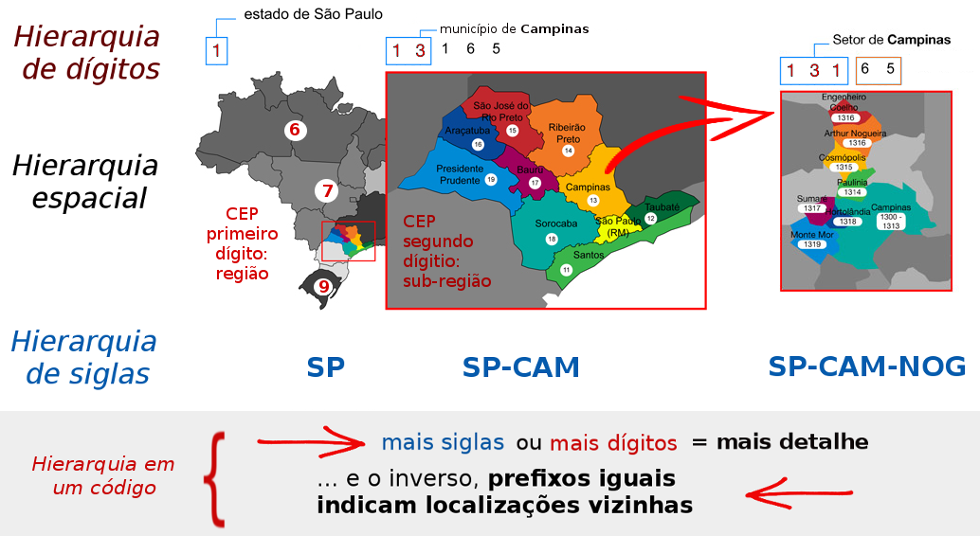 Hierarquia
de dígitos
estado de São Paulo
1
município de Campinas
1 3 1 6 5
Setor de Campinas
1 3 1 6 5
Hierarquia
espacial
6
7
9
CEP
primeiro
dígito:
região
São José do
Rio Preto
15
Araçatuba
16
Ribeirão
Preto
14
Presidente
Prudente
19
Bauru
17
Campinas
13
Taubaté
12
Sorocaba
18
São Paulo
(RM)
Santos
11
CEP
segundo
dígitio:
sub-região
Engenheiro
Coelho
1316
Arthur Nogueira
1316
Cosmópolis
1315
Paulínia
1314
Sumaré
1317
Hortolândia
1318
Campinas
1300 -
1313
Monte Mor
1319
Hierarquia
de siglas
SP
SP-CAM
SP-CAM-NOG
Hierarquia em
um código
mais siglas ou mais dígitos = mais detalhe
... e o inverso, prefixos iguais
indicam localizações vizinhas